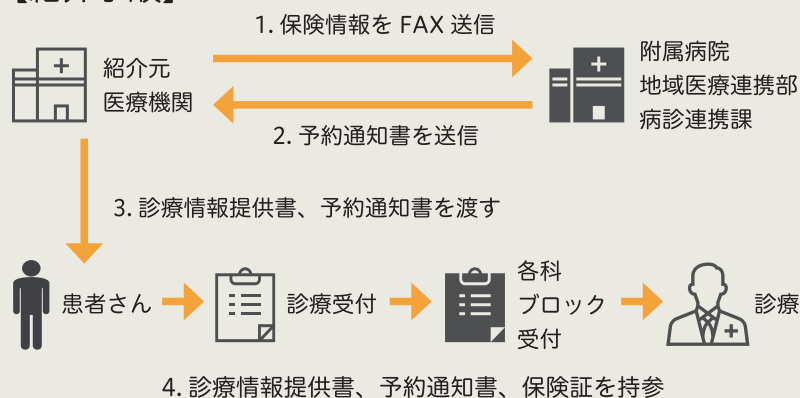 1. 保険情報を FAX 送信
紹介元
医療機関
附属病院
地域医療連携部
病診連携課
2. 予約通知書を送信
3. 診療情報提供書、予約通知書を渡す
患者さん
診療受付
各科
ブロック
受付
診療
4. 診療情報提供書、予約通知書、保険証を持参